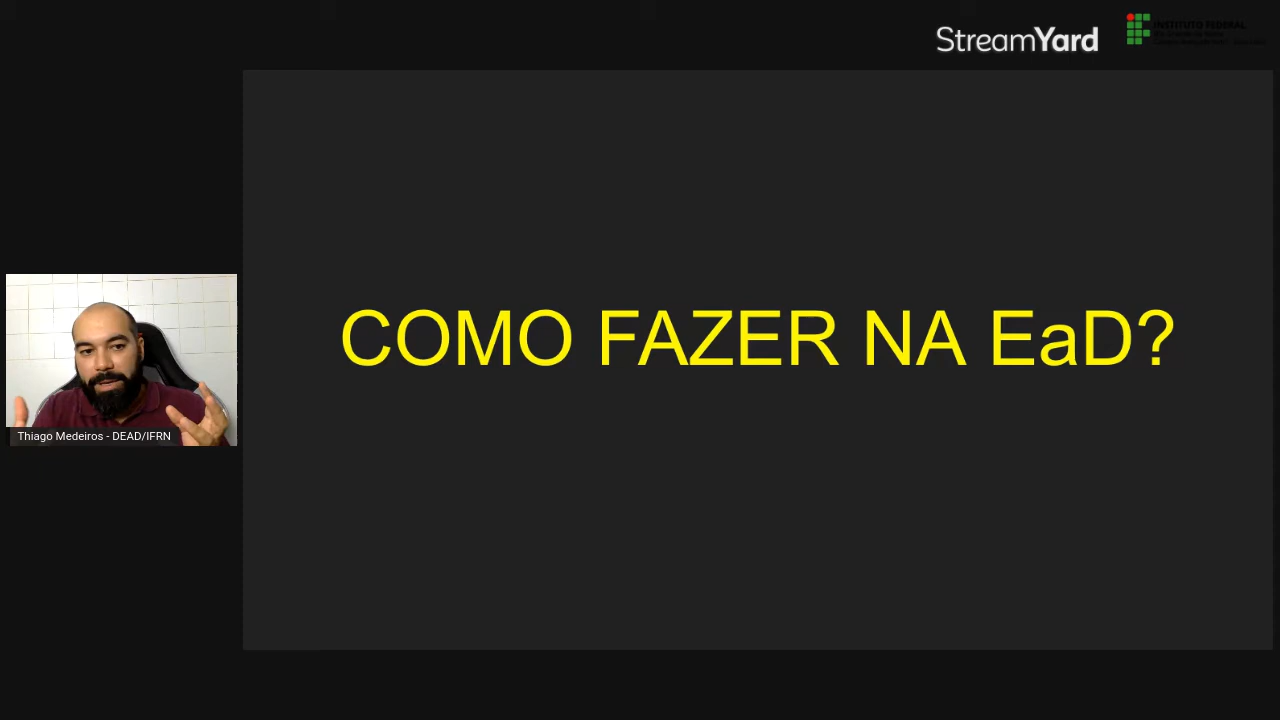 StreamYard
INSTITUTO FEDERAL
COMO FAZER NA EaD?
Thiago Medeiros - DEAD/IFRN